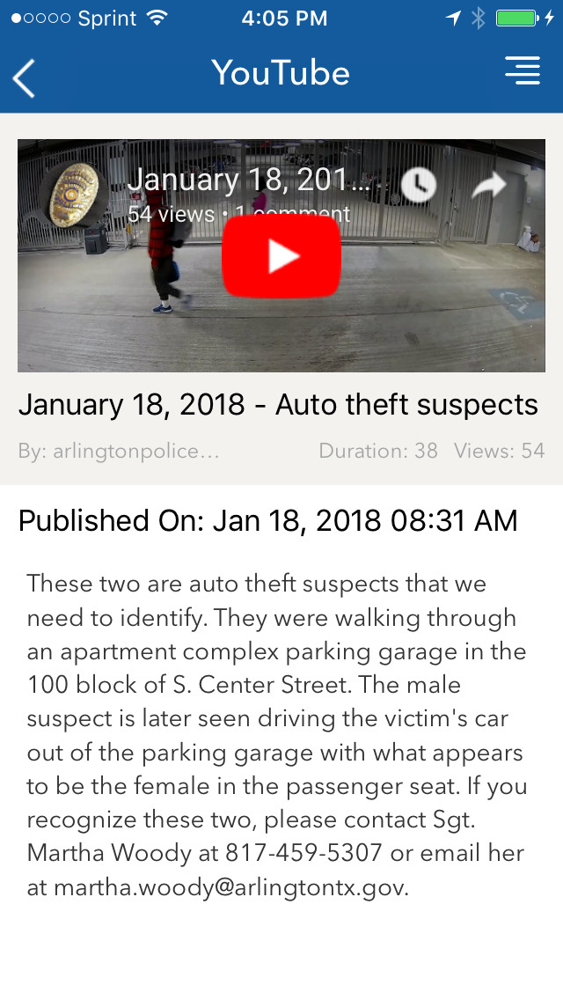 Sprint 4:05 PM
YouTube
January 18, 201...
54 views • 1 comment
January 18, 2018 - Auto theft suspects
By: arlingtonpolice... Duration: 38 Views: 54
Published On: Jan 18, 2018 08:31 AM
These two are auto theft suspects that we
need to identify. They were walking through
an apartment complex parking garage in the
100 block of S. Center Street. The male
suspect is later seen driving the victim's car
out of the parking garage with what appears
to be the female in the passenger seat. If you
recognize these two, please contact Sgt.
Martha Woody at 817-459-5307 or email her
at martha.woody@arlingtontx.gov.